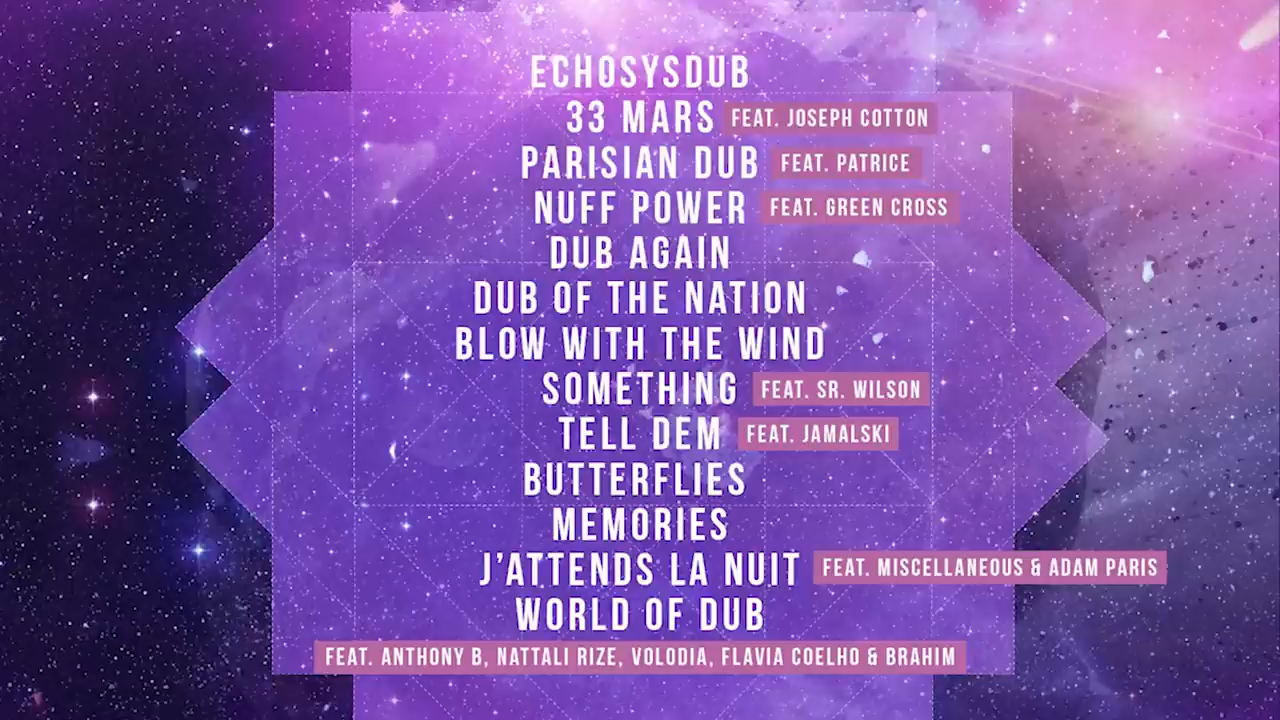 ECHOSYSDUB
33 MARS FEAT. JOSEPH COTTON
PARISIAN DUB FEAT. PATRICE
NUFF POWER FEAT. GREEN CROSS
DUB AGAIN
DUB OF THE NATION
BLOW WITH THE WIND
SOMETHING FEAT. SR. WILSON
TELL DEM FEAT. JAMALSKI
BUTTERFLIES
MEMORIES
J'ATTENDS LA NUIT FEAT. MISCELLANEOUS & ADAM PARIS
WORLD OF DUB
FEAT. ANTHONY B, NATTALI RIZE, VOLODIA, FLAVIA COELHO & BRAHIM